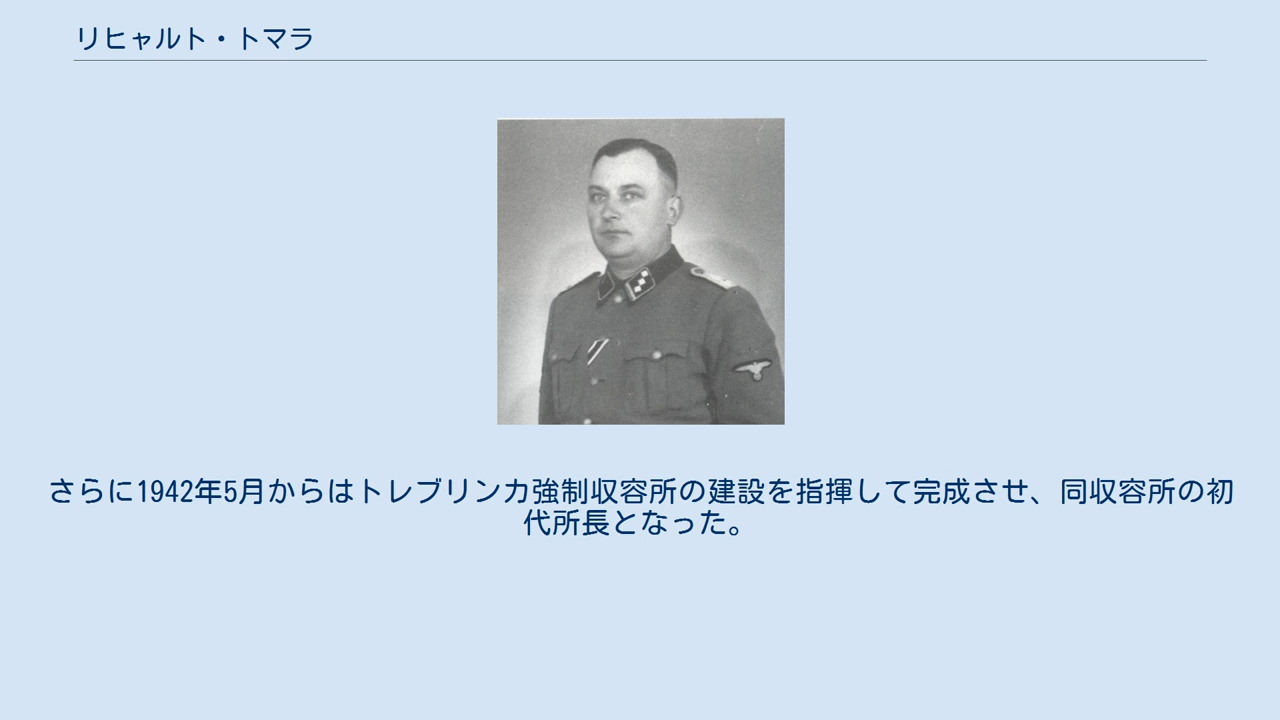 リヒャルト・トマラ
さらに1942年5月からはトレブリンカ強制収容所の建設を指揮して完成させ、同収容所の初
代所長となった。